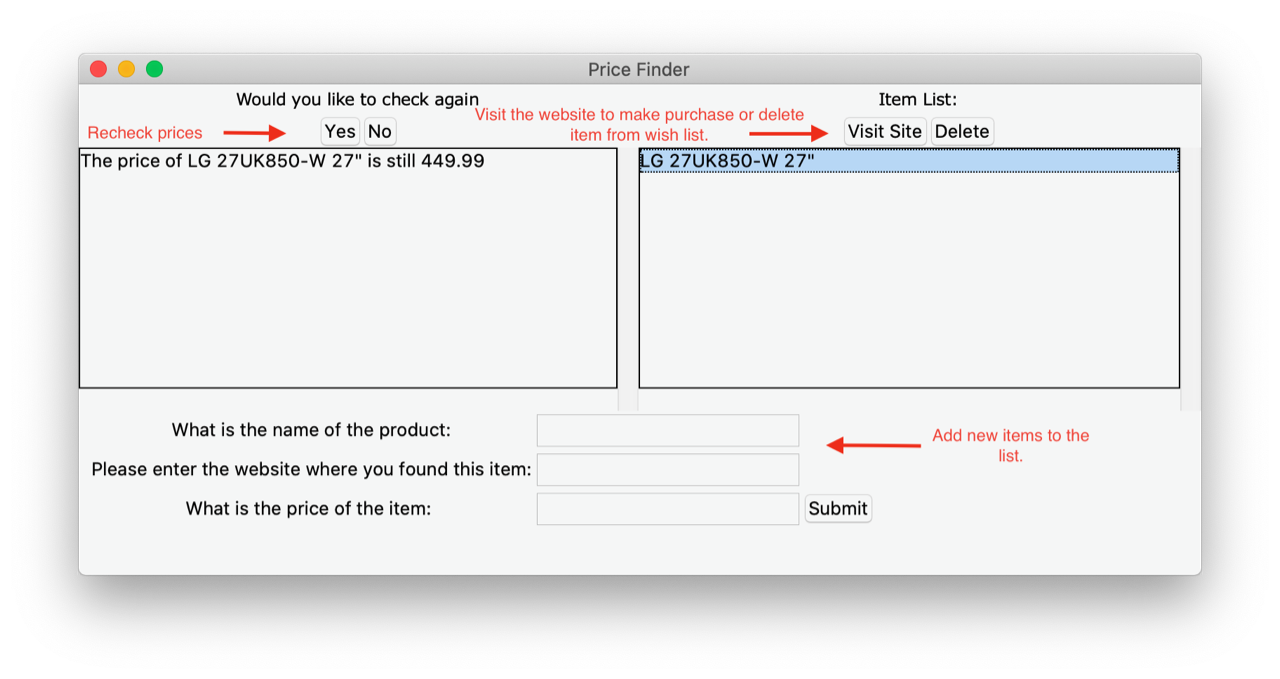 Price Finder
Would you like to check again
Recheck prices
Yes No
Visit the website to make purchase or delete
item from wish list.
Item List:
Visit Site Delete
The price of LG 27UK850-W 27" is still 449.99
LG 27UK850-W 27"
What is the name of the product:
Please enter the website where you found this item:
What is the price of the item:
Submit
Add new items to the
list.